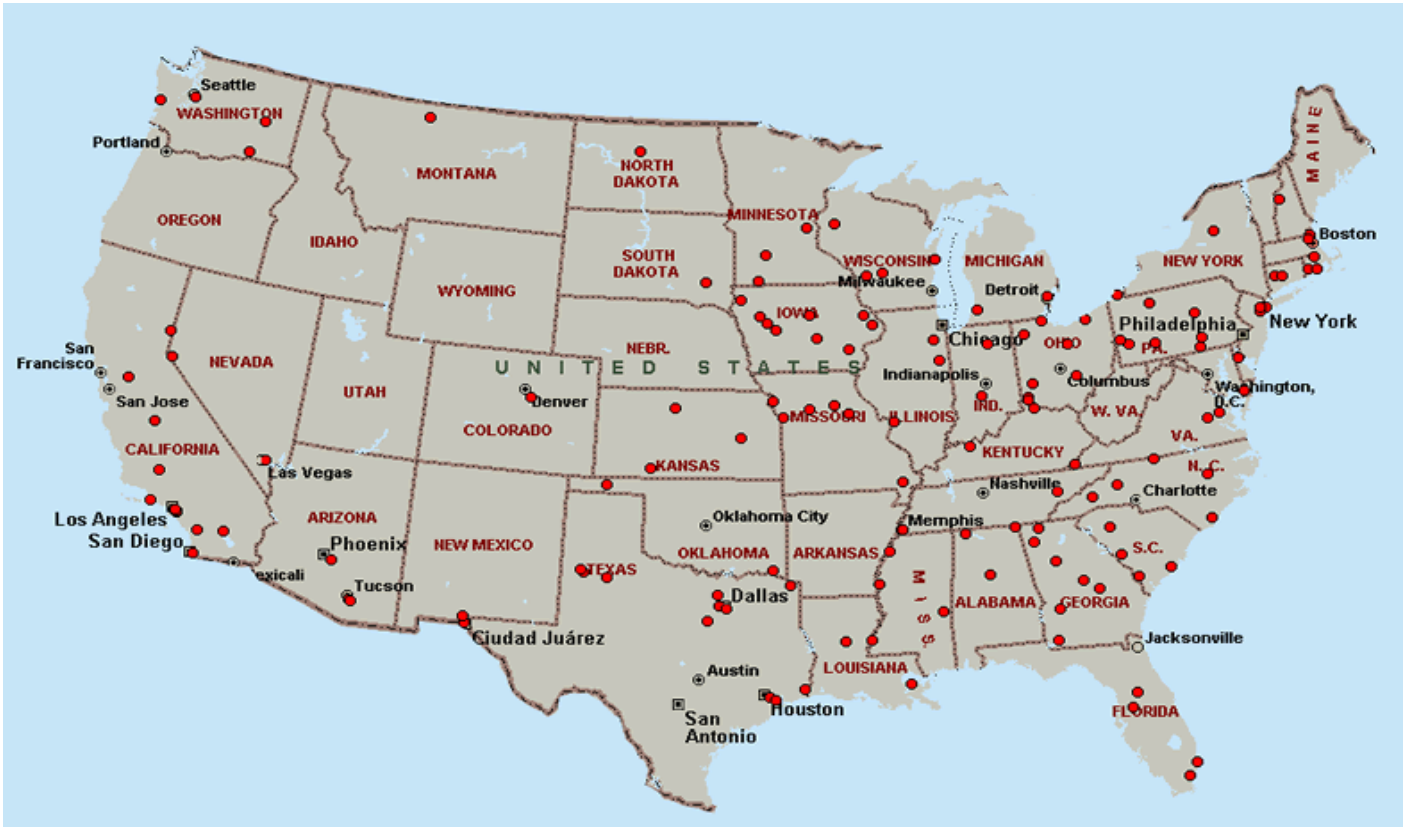 Seattle
WASHINGTON
Portland
MONTANA
NORTH
DAKOTA
MAINE
OREGON
IDAHO
MINNESOTA
Boston
SOUTH
DAKOTA
WISCONSIN
MICHIGAN
NEW YORK
WYOMING
Milwaukee
Detroit
IOWA
Chicago
Philadelphia
New York
San
Francisco
NEVADA
NEBR.
OHIO
PA.
UNITED STATES
Indianapolis
Columbus
Washington,
D.C.
San Jose
UTAH
Denver
COLORADO
MISSOURI
ILLINOIS
IND.
W. VA.
VA.
CALIFORNIA
Las Vegas
KANSAS
KENTUCKY
N. C.
Nashville
Charlotte
Los Angeles
ARIZONA
Oklahoma City
Memphis
San Diego
Phoenix
NEW MEXICO
OKLAHOMA
ARKANSAS
S.C.
exicali
Tucson
TEXAS
Dallas
MISS.
ALABAMA
GEORGIA
Ciudad Juárez
Jacksonville
Austin
LOUISIANA
Houston
San
Antonio
FLORIDA